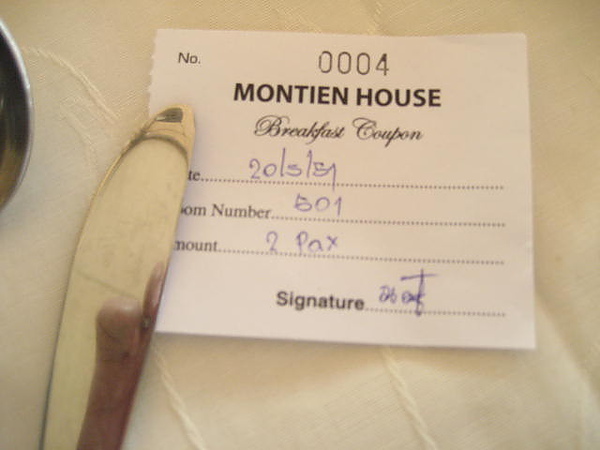 No. 0004
MONTIEN HOUSE
Breakfast Coupon
te 20/5/51
om Number 501
mount 2 Pax
Signature